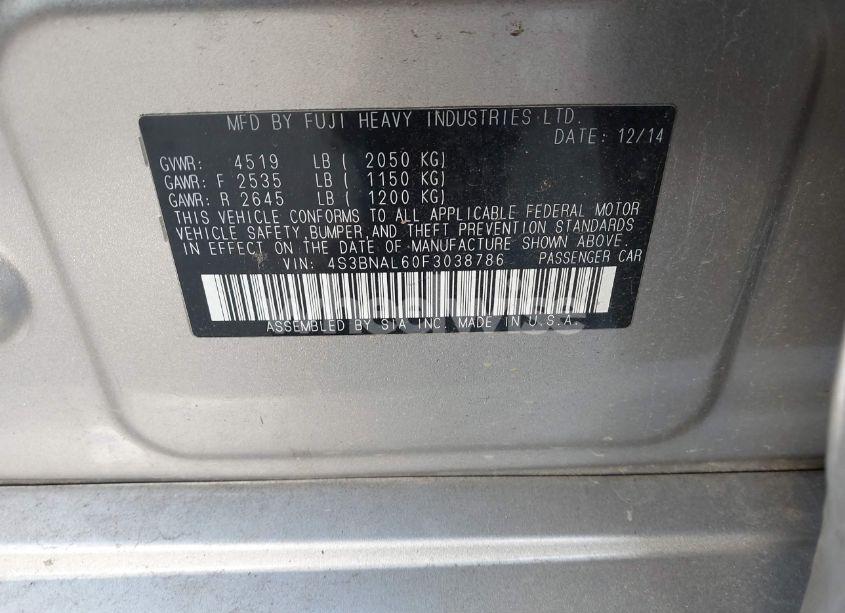 MFD BY FUJI HEAVY INDUSTRIES LTD.
DATE: 12/14
GVWR: 4519 LB ( 2050 KG)
GAWR: F 2535 LB ( 1150 KG)
GAWR: R 2645 LB ( 1200 KG)
THIS VEHICLE CONFORMS TO ALL APPLICABLE FEDERAL MOTOR
VEHICLE SAFETY, BUMPER, AND THEFT PREVENTION STANDARDS
IN EFFECT ON THE DATE OF MANUFACTURE SHOWN ABOVE.
VIN: 4S3BNAL60F3038786 PASSENGER CAR
ASSEMBLED BY SIA INC. MADE IN U.S.A.